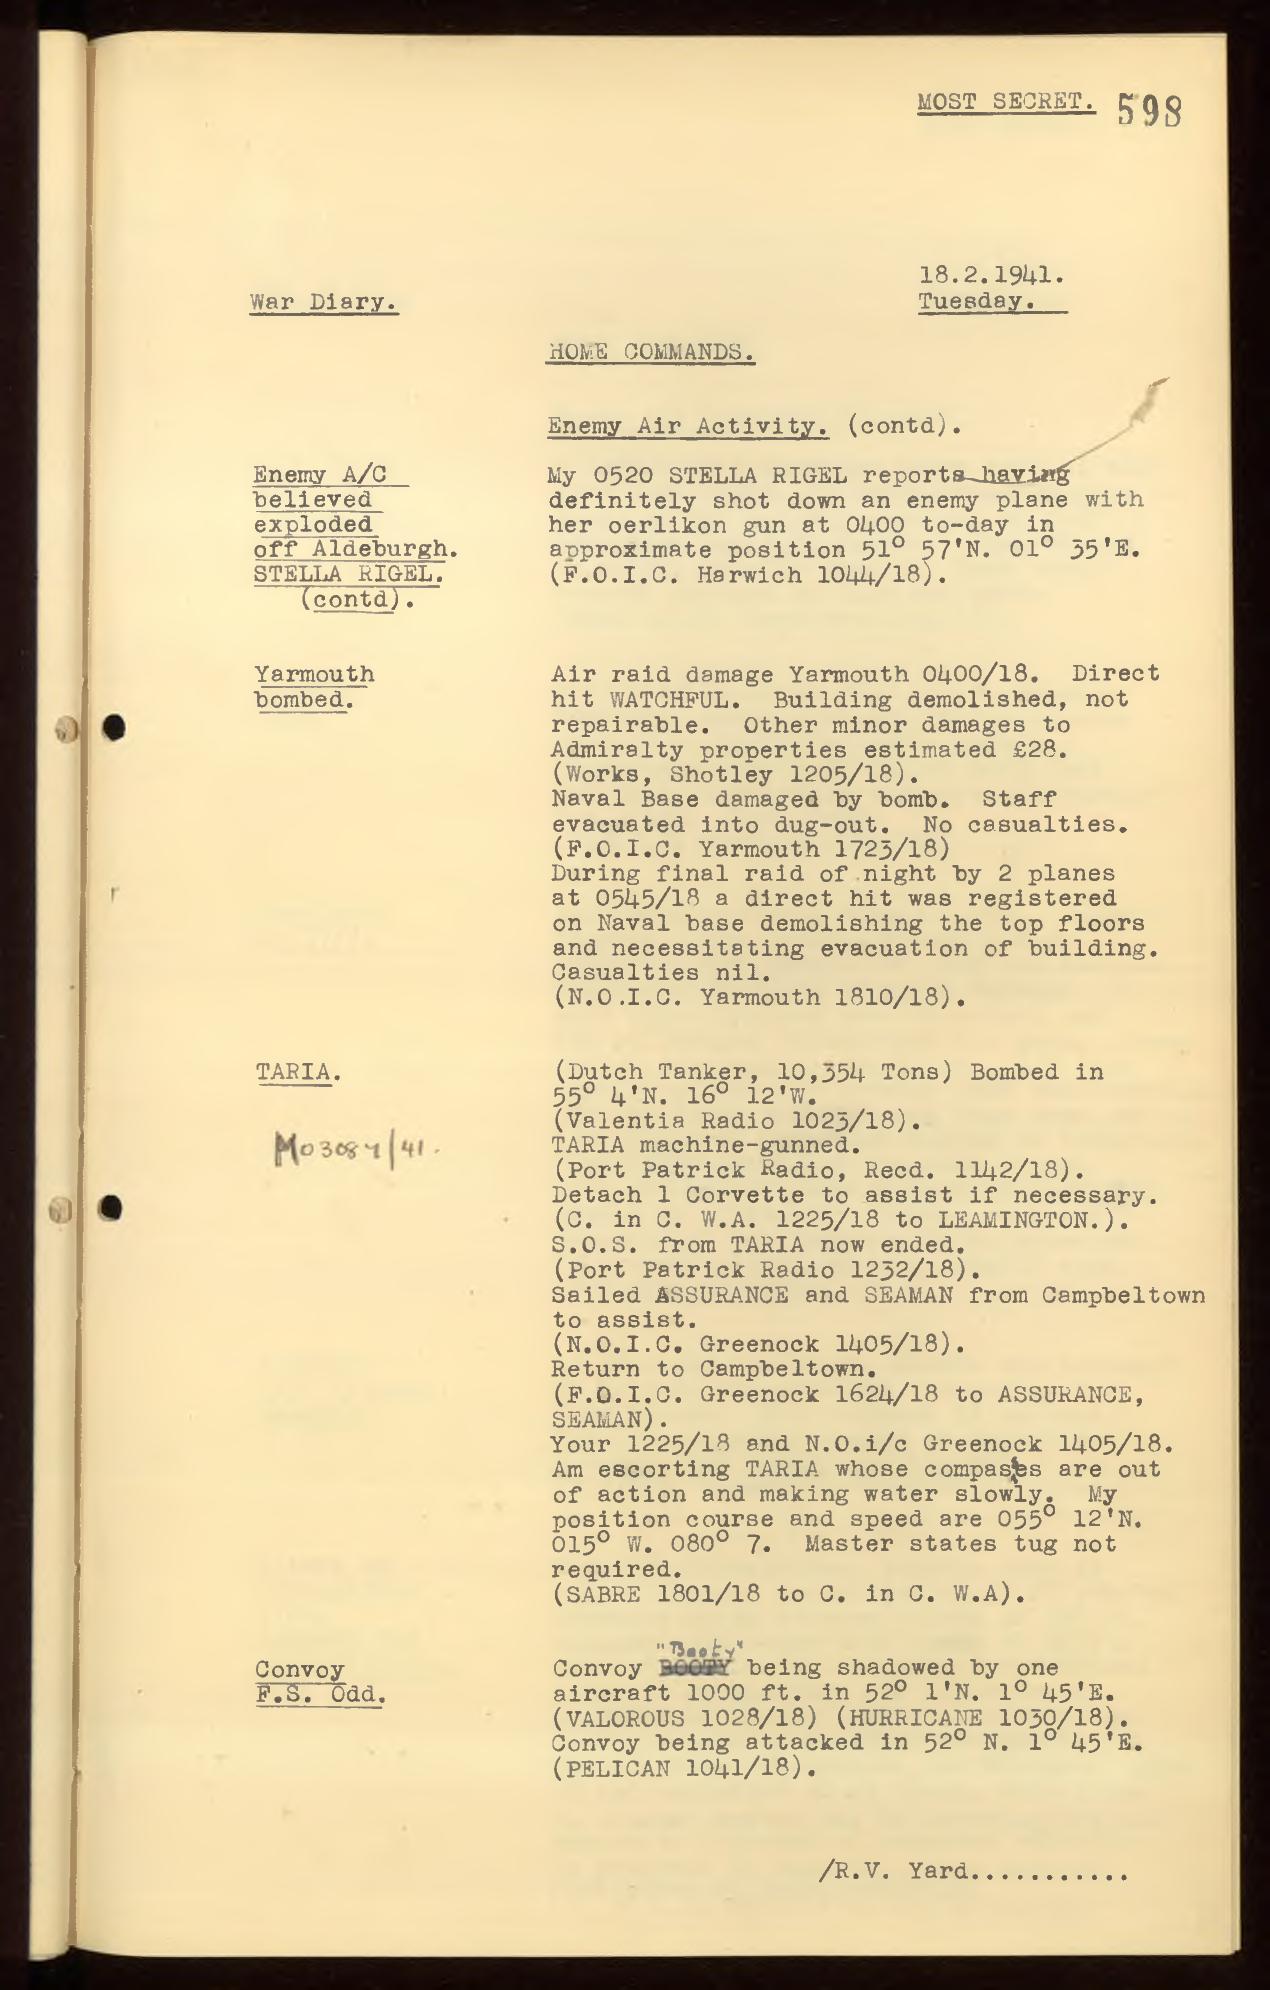 MOST SECRET. 598
18.2.1941.
War Diary. Tuesday.
HOME COMMANDS.
Enemy Air Activity. (contd).
Enemy A/C
believed
exploded
off Aldeburgh.
STELLA RIGEL.
(contd).
My 0520 STELLA RIGEL reports having
definitely shot down an enemy plane with
her oerlikon gun at 0400 to-day in
approximate position 51° 57'N. 01° 35'E.
(F.O.I.C. Harwich 1044/18).
Yarmouth
bombed.
Air raid damage Yarmouth 0400/18. Direct
hit WATCHFUL. Building demolished, not
repairable. Other minor damages to
Admiralty properties estimated £28.
(Works, Shotley 1205/18).
Naval Base damaged by bomb. Staff
evacuated into dug-out. No casualties.
(F.O.I.C. Yarmouth 1723/18)
During final raid of night by 2 planes
at 0545/18 a direct hit was registered
on Naval base demolishing the top floors
and necessitating evacuation of building.
Casualties nil.
(N.O.I.C. Yarmouth 1810/18).
TARIA.
(Dutch Tanker, 10,354 Tons) Bombed in
55° 4'N. 16° 12'W.
(Valentia Radio 1023/18).
TARIA machine-gunned.
(Port Patrick Radio, Recd. 1142/18).
Detach 1 Corvette to assist if necessary.
(C. in C. W.A. 1225/18 to LEAMINGTON.).
S.O.S. from TARIA now ended.
(Port Patrick Radio 1232/18).
Sailed ASSURANCE and SEAMAN from Campbeltown
to assist.
(N.O.I.C. Greenock 1405/18).
Return to Campbeltown.
(F.O.I.C. Greenock 1624/18 to ASSURANCE,
SEAMAN).
Your 1225/18 and N.O.i/c Greenock 1405/18.
Am escorting TARIA whose compasses are out
of action and making water slowly. My
position course and speed are 055° 12'N.
015° W. 080° 7. Master states tug not
required.
(SABRE 1801/18 to C. in C. W.A).
Convoy
F.S. Odd.
"Booty"
Convoy BOOTY being shadowed by one
aircraft 1000 ft. in 52° 1'N. 1° 45'E.
(VALOROUS 1028/18) (HURRICANE 1030/18).
Convoy being attacked in 52° N. 1° 45'E.
(PELICAN 1041/18).
/R.V. Yard............